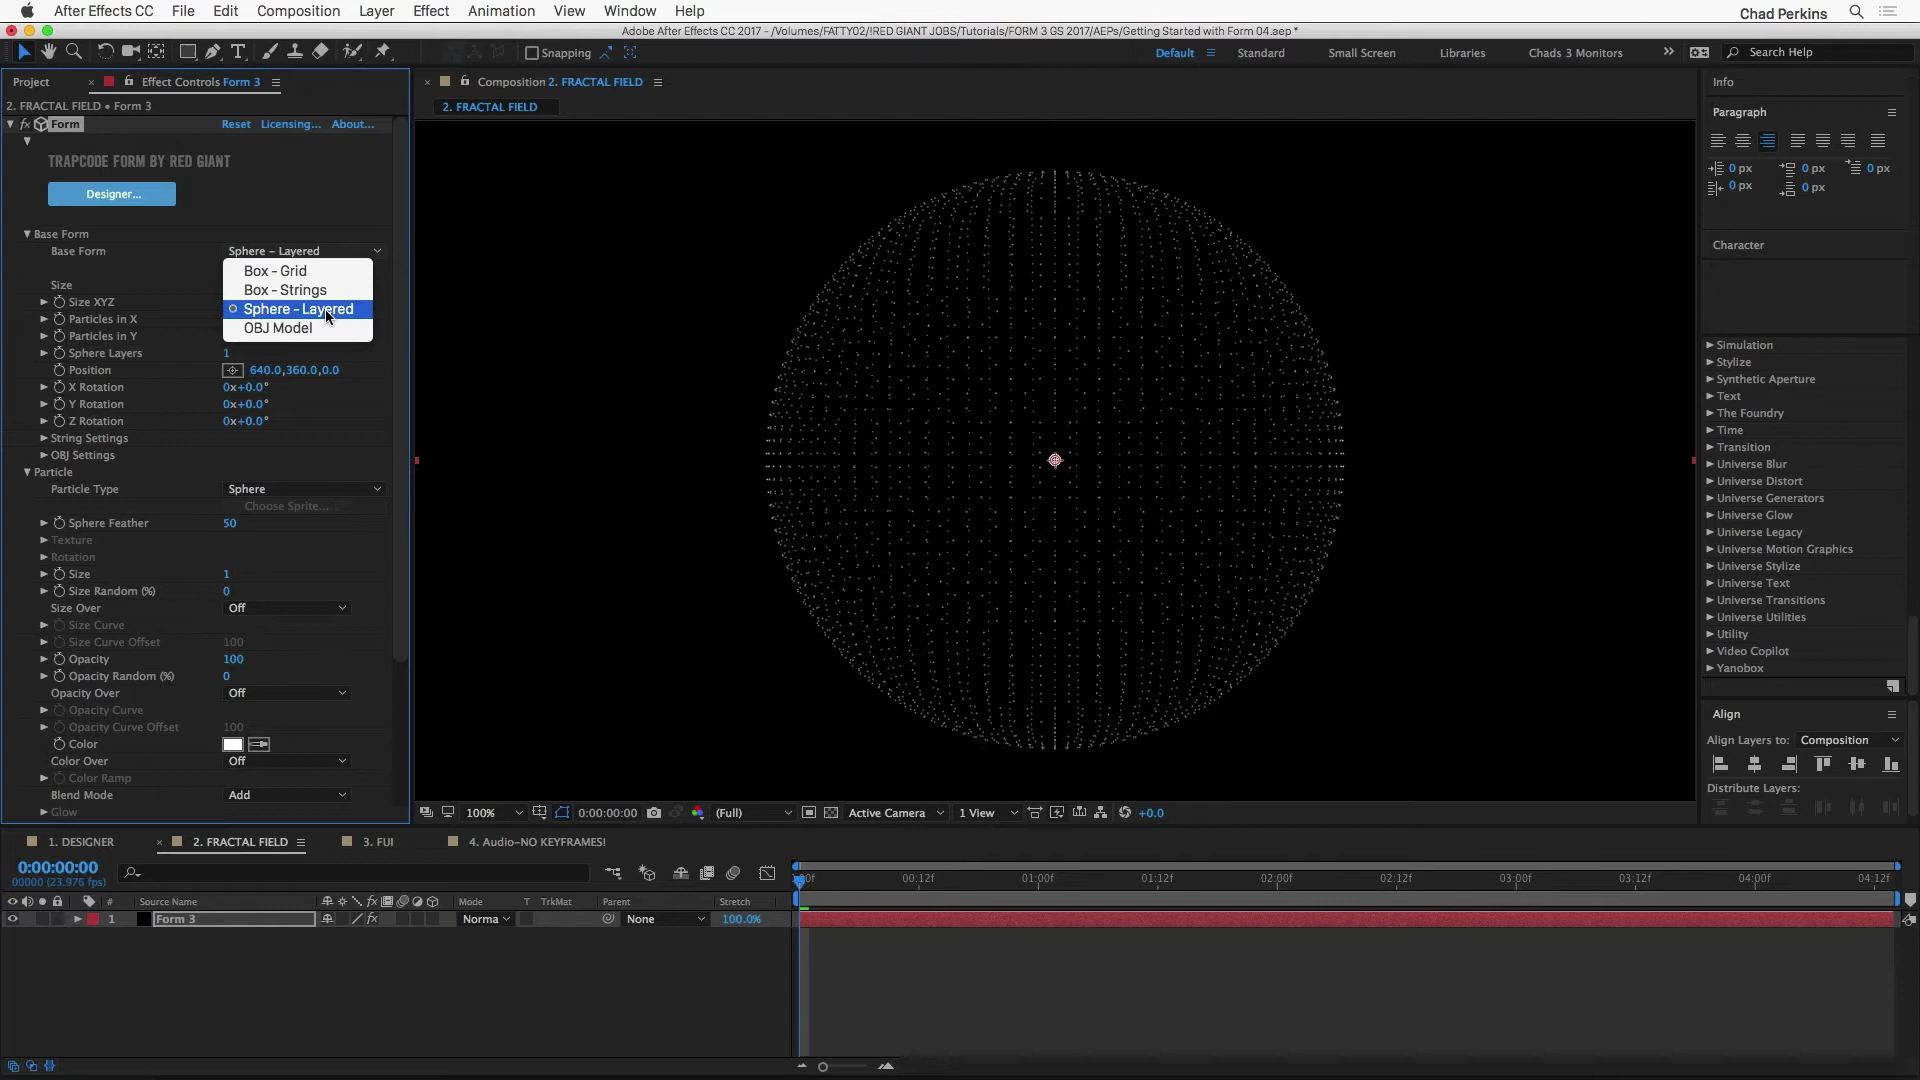 After Effects CC File Edit Composition Layer Effect Animation View Window Help Chad Perkins
Adobe After Effects CC 2017 - /Volumes/FATTY02/!RED GIANT JOBS/Tutorials/FORM 3 GS 2017/AEPs/Getting Started with Form 04.aep *
Snapping Default Standard Small Screen Libraries Chads 3 Monitors Search Help
Project Effect Controls Form 3
2. FRACTAL FIELD • Form 3
fx Form Reset Licensing... About...
TRAPCODE FORM BY RED GIANT
Designer...
Base Form
Base Form Sphere - Layered
Box - Grid
Box - Strings
Sphere - Layered
OBJ Model
Size
Size XYZ
Particles in X
Particles in Y
Sphere Layers 1
Position 640.0,360.0,0.0
X Rotation 0x+0.0°
Y Rotation 0x+0.0°
Z Rotation 0x+0.0°
String Settings
OBJ Settings
Particle
Particle Type Sphere
Choose Sprite...
Sphere Feather 50
Texture
Rotation
Size 1
Size Random (%) 0
Size Over Off
Size Curve
Size Curve Offset 100
Opacity 100
Opacity Random (%) 0
Opacity Over Off
Opacity Curve
Opacity Curve Offset 100
Color
Color Over Off
Color Ramp
Blend Mode Add
Glow
Composition 2. FRACTAL FIELD
2. FRACTAL FIELD
100% 0:00:00:00 (Full) Active Camera 1 View +0.0
Info
Paragraph
0 px 0 px 0 px
0 px 0 px
Character
Simulation
Stylize
Synthetic Aperture
Text
The Foundry
Time
Transition
Universe Blur
Universe Distort
Universe Generators
Universe Glow
Universe Legacy
Universe Motion Graphics
Universe Stylize
Universe Text
Universe Transitions
Universe Utilities
Utility
Video Copilot
Yanobox
Align
Align Layers to: Composition
Distribute Layers:
1. DESIGNER 2. FRACTAL FIELD 3. FUI 4. Audio-NO KEYFRAMES!
0:00:00:00
00000 (23.976 fps)
00:12f 01:00f 01:12f 02:00f 02:12f 03:00f 03:12f 04:00f 04:12f
# Source Name fx Mode T TrkMat Parent Stretch
1 Form 3 fx Norma None 100.0%